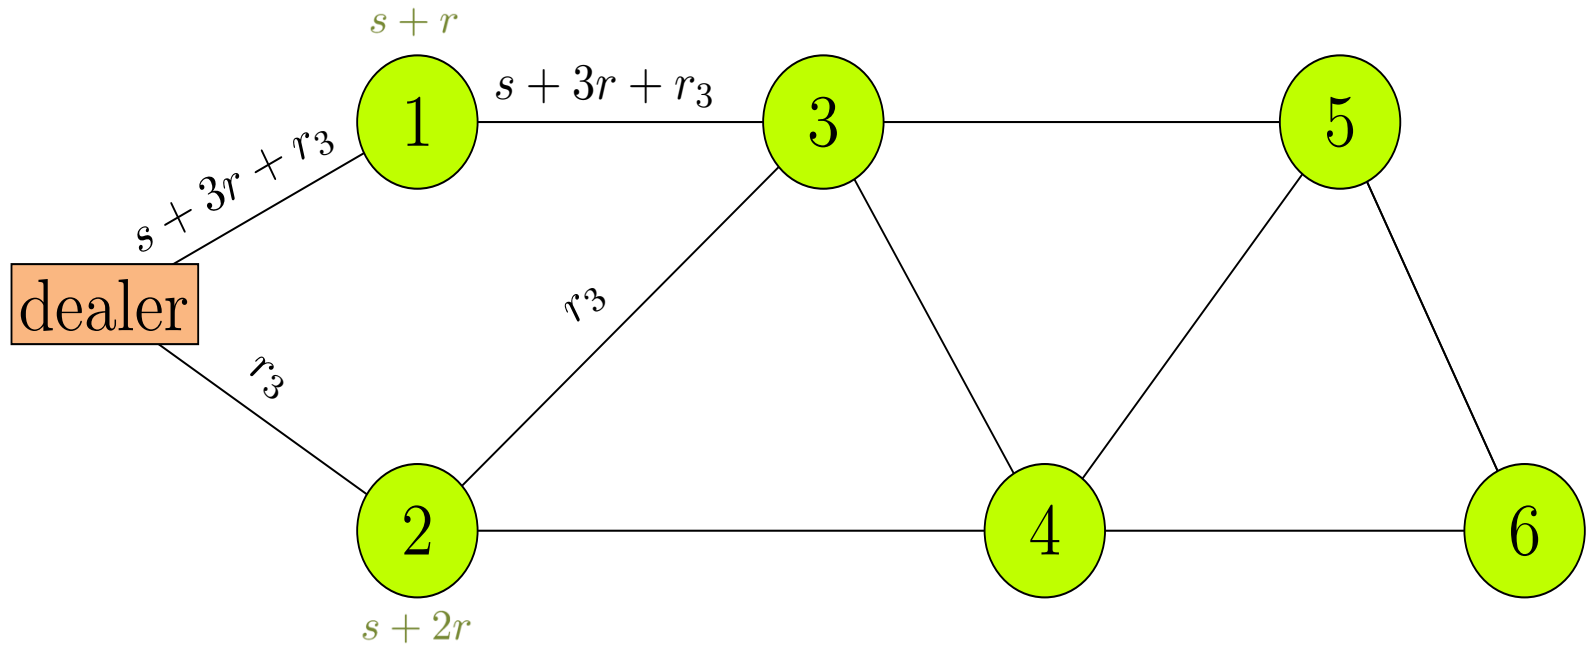 s + r
1
s + 3r + r₃
3
5
s + 3r + r₃
dealer
r₃
r₃
2
4
6
s + 2r